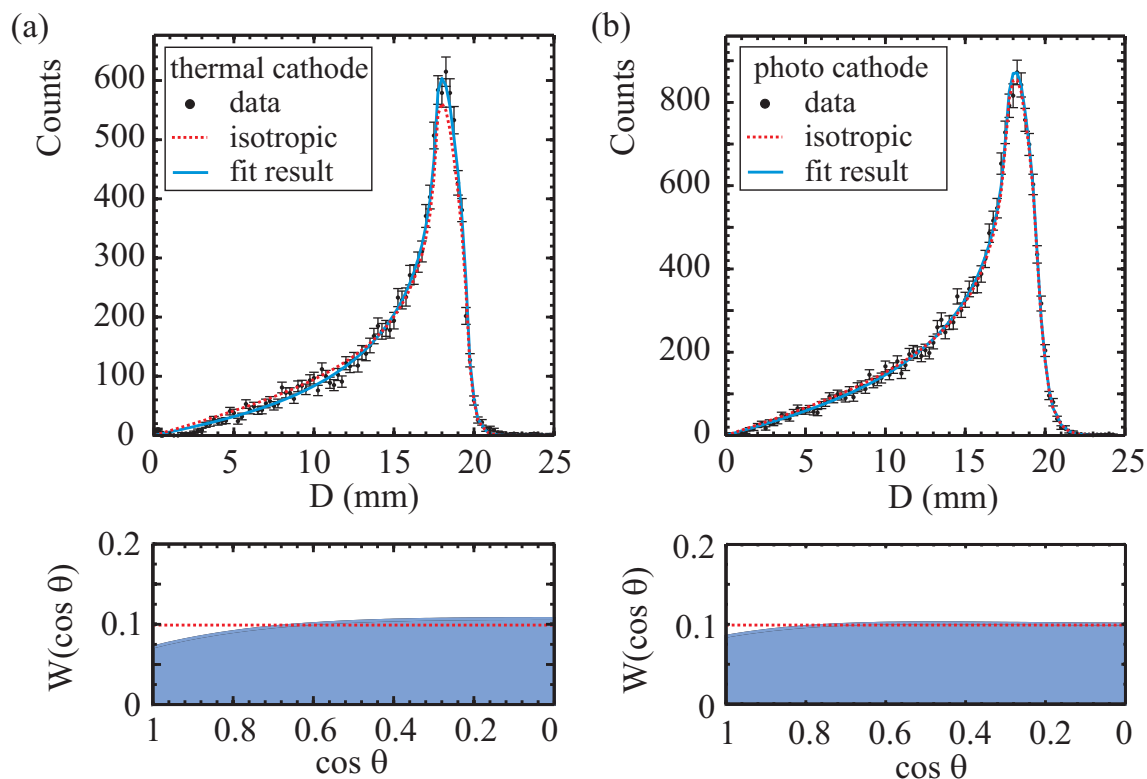 (a)
Counts
600
500
400
300
200
100
0
thermal cathode
data
isotropic
fit result
0 5 10 15 20 25
D (mm)
W(cos θ)
0.2
0.1
0
1 0.8 0.6 0.4 0.2 0
cos θ
(b)
Counts
800
600
400
200
0
photo cathode
data
isotropic
fit result
0 5 10 15 20 25
D (mm)
W(cos θ)
0.2
0.1
0
1 0.8 0.6 0.4 0.2 0
cos θ